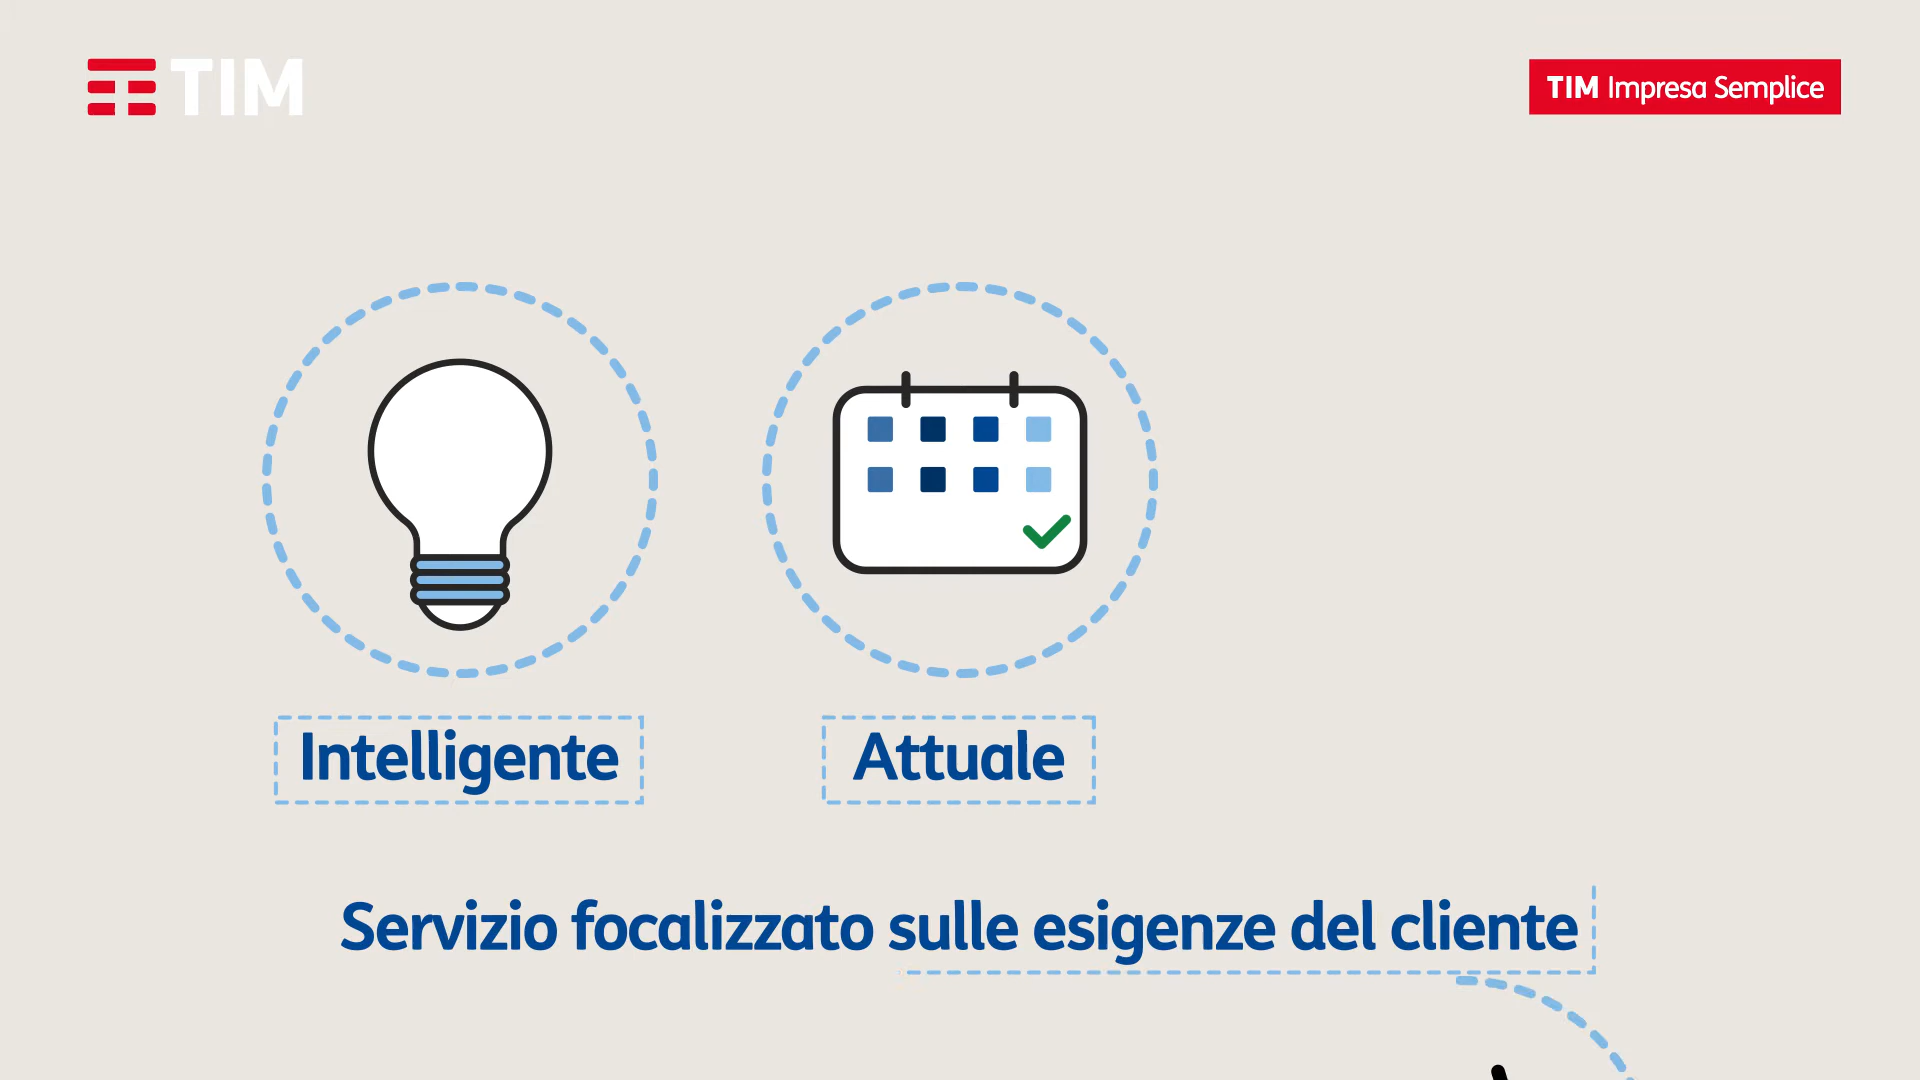 TIM
TIM Impresa Semplice
Intelligente
Attuale
Servizio focalizzato sulle esigenze del cliente